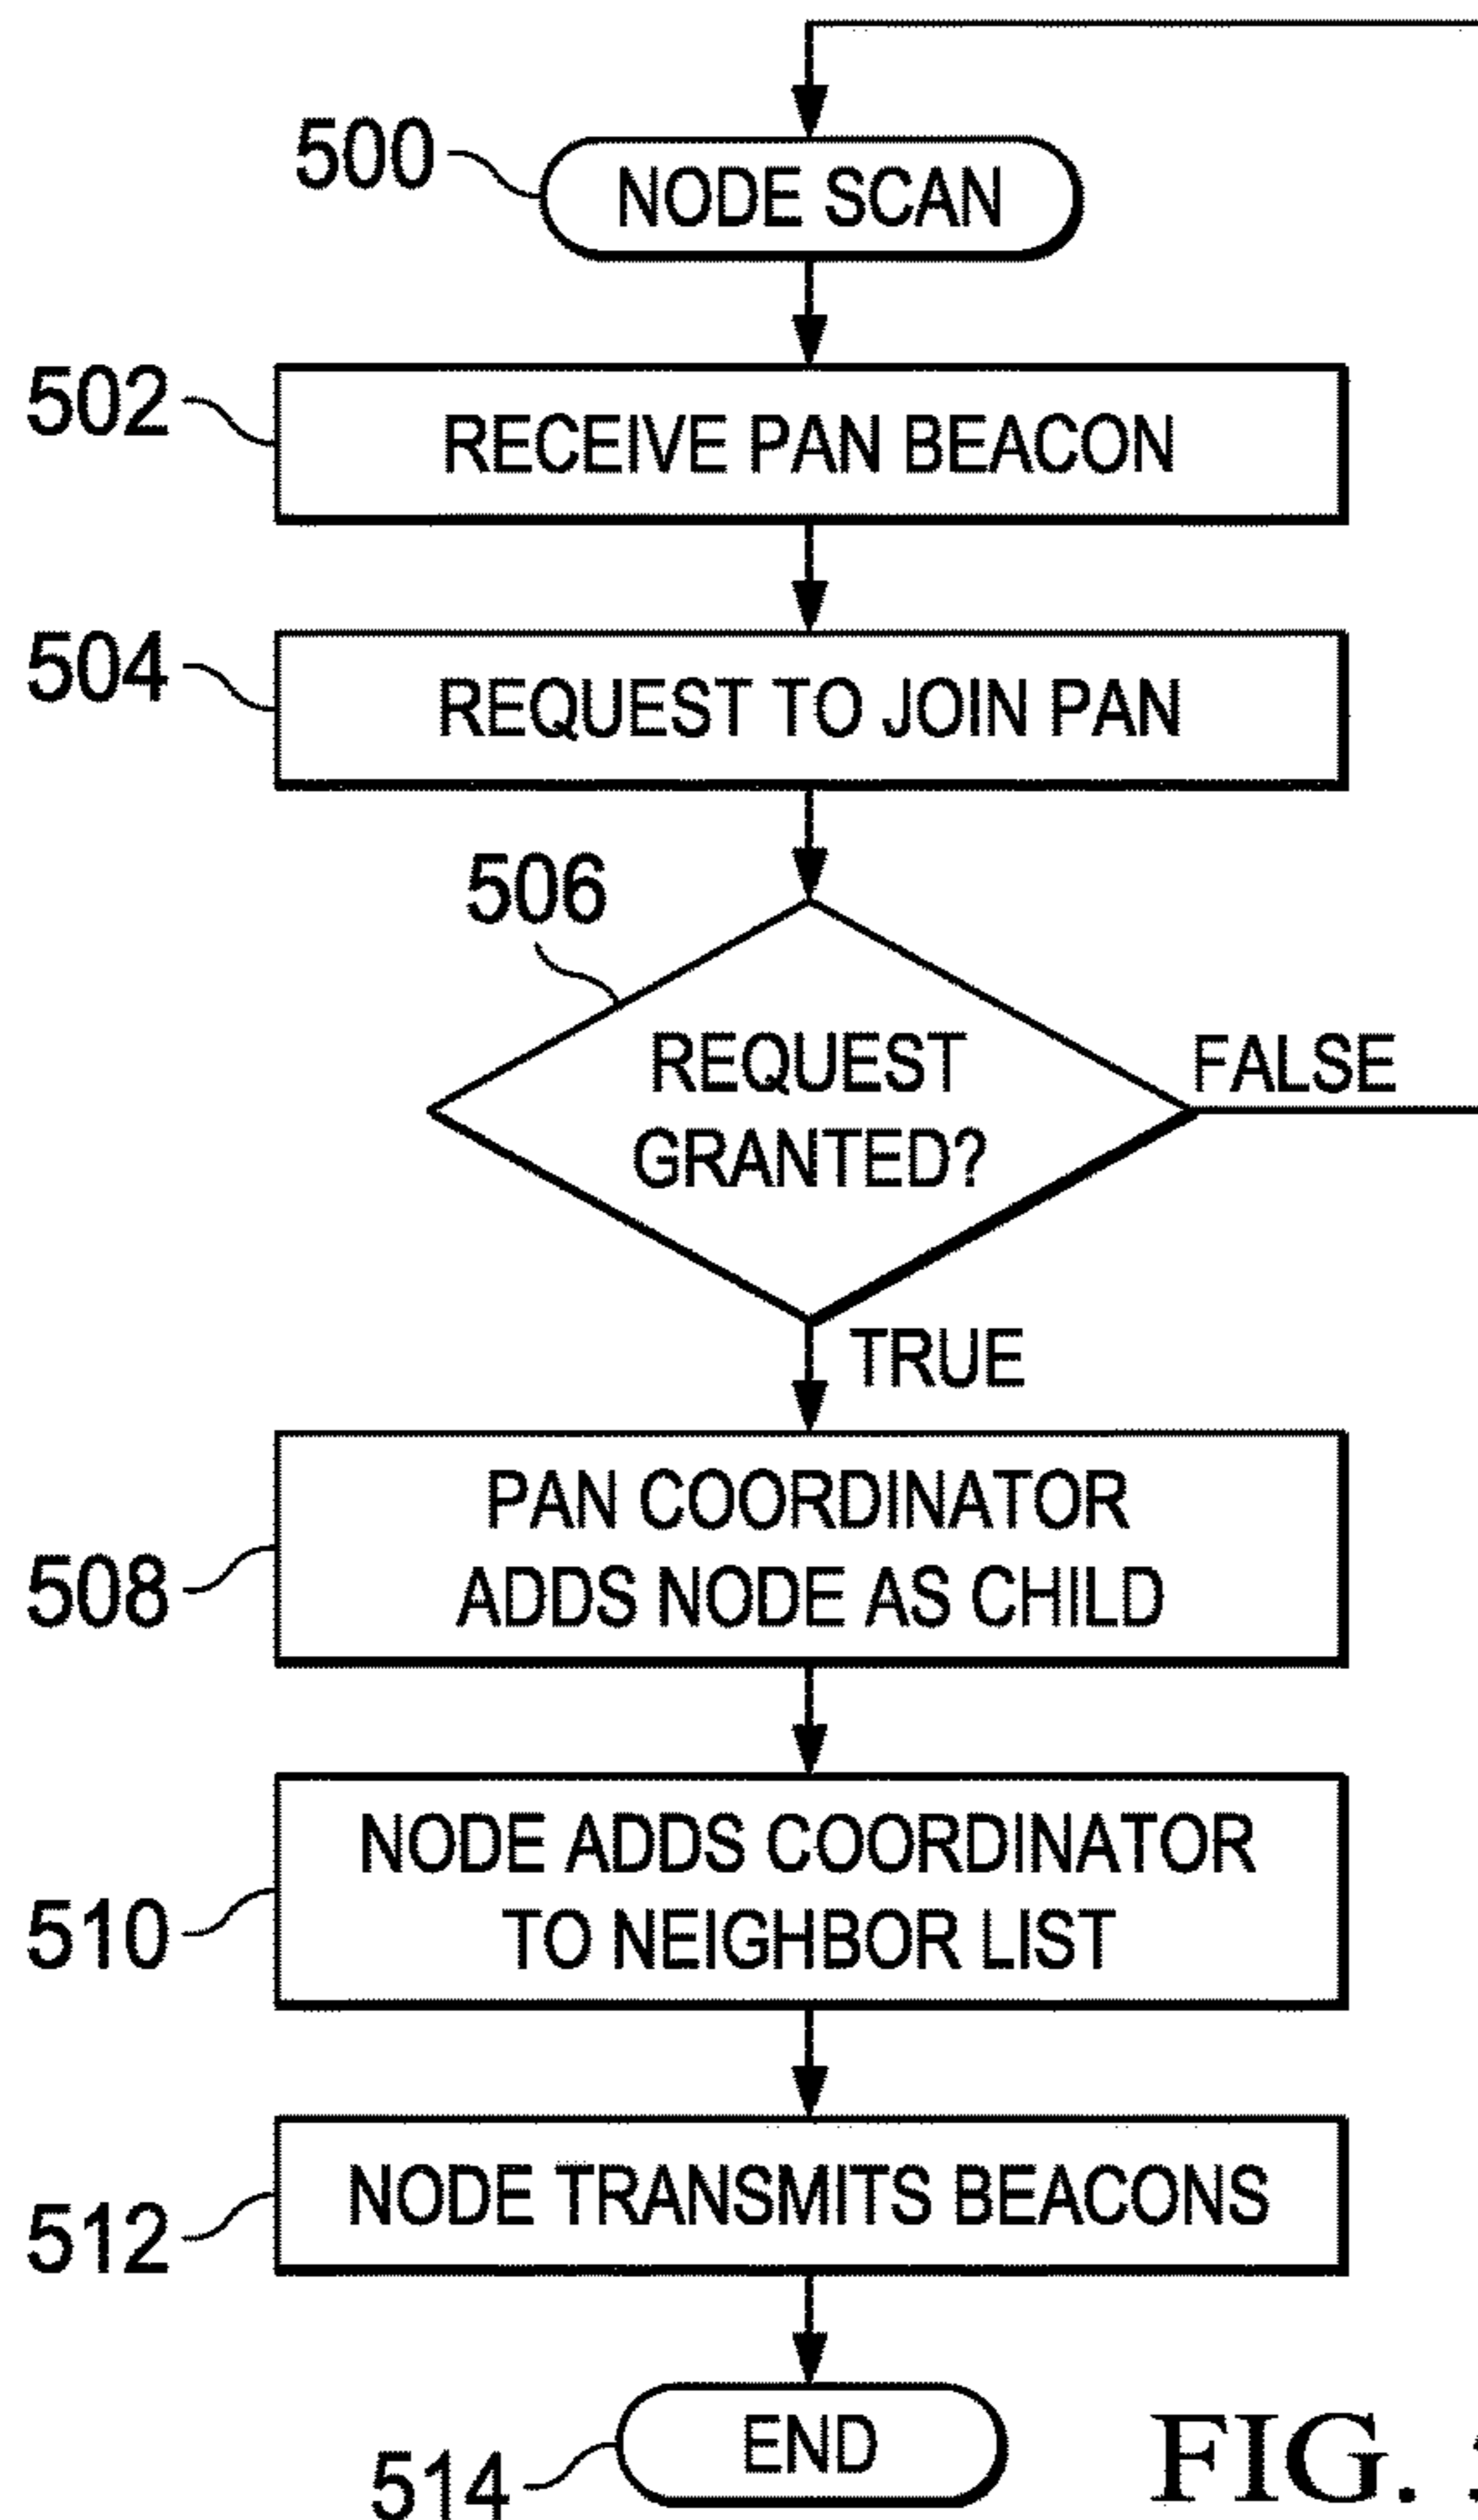 500
NODE SCAN
502
RECEIVE PAN BEACON
504
REQUEST TO JOIN PAN
506
REQUEST
GRANTED?
FALSE
TRUE
508
PAN COORDINATOR
ADDS NODE AS CHILD
510
NODE ADDS COORDINATOR
TO NEIGHBOR LIST
512
NODE TRANSMITS BEACONS
514
END
FIG.